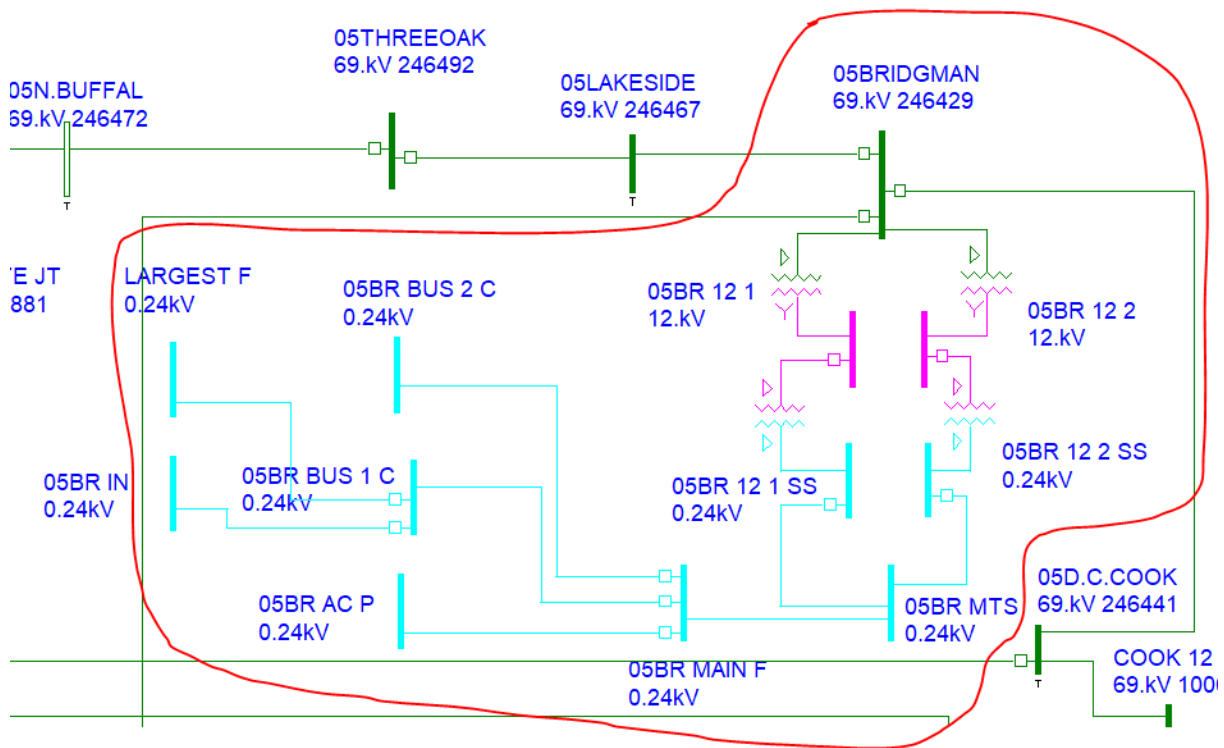 05THREEOAK
69.kV 246492
05LAKESIDE
69.kV 246467
05BRIDGMAN
69.kV 246429
05N.BUFFAL
69.kV 246472
T
T
'E JT
881
LARGEST F
0.24kV
05BR BUS 2 C
0.24kV
05BR 12 1
12.kV
Y
Y
05BR 12 2
12.kV
05BR IN
0.24kV
05BR BUS 1 C
0.24kV
05BR 12 1 SS
0.24kV
05BR 12 2 SS
0.24kV
05BR AC P
0.24kV
05BR MAIN F
0.24kV
05BR MTS
0.24kV
05D.C.COOK
69.kV 246441
T
COOK 12
69.kV 100